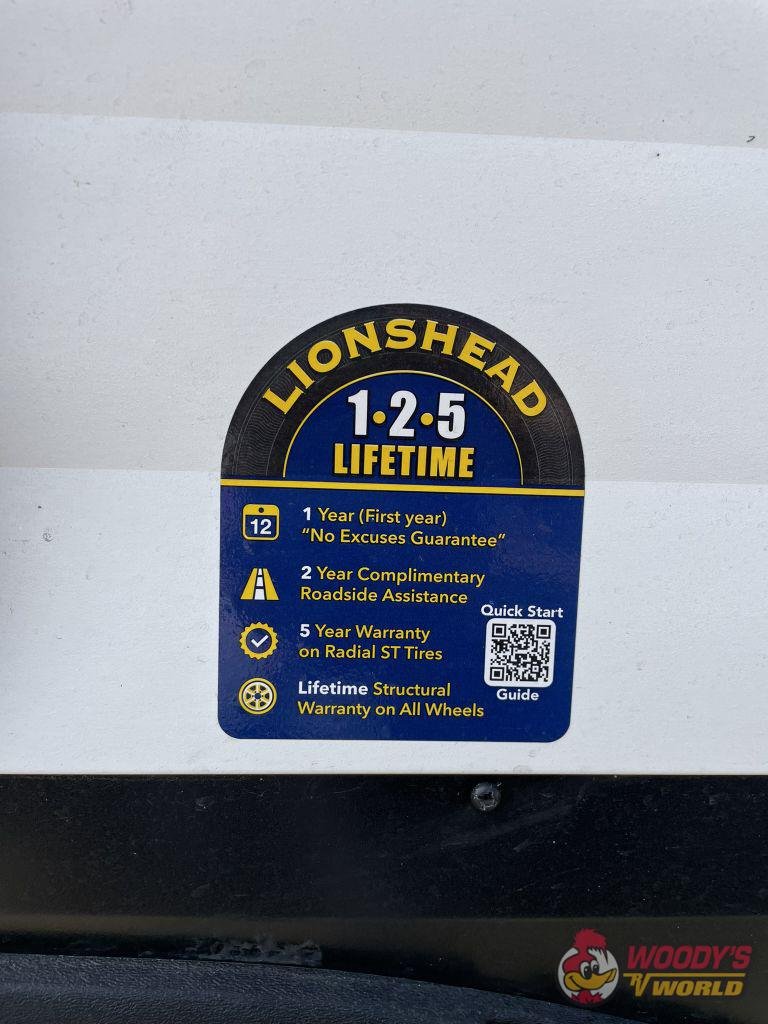 LIONSHEAD
1•2•5
LIFETIME
12
1 Year (First year)
"No Excuses Guarantee"
2 Year Complimentary
Roadside Assistance
5 Year Warranty
on Radial ST Tires
Lifetime Structural
Warranty on All Wheels
Quick Start
Guide
WOODY'S
RV WORLD